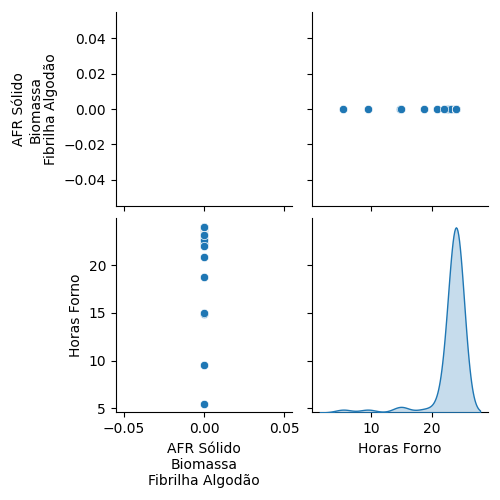 0.04
0.02
0.00
−0.02
−0.04
AFR Sólido
Biomassa
Fibrilha Algodão
20
15
10
5
Horas Forno
−0.05
0.00
0.05
AFR Sólido
Biomassa
Fibrilha Algodão
10
20
Horas Forno